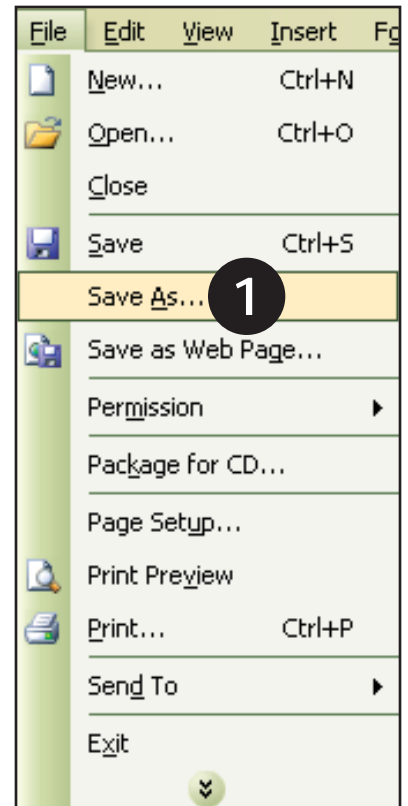 File Edit View Insert Fo
New... Ctrl+N
Open... Ctrl+O
Close
Save Ctrl+S
Save As... 1
Save as Web Page...
Permission
Package for CD...
Page Setup...
Print Preview
Print... Ctrl+P
Send To
Exit